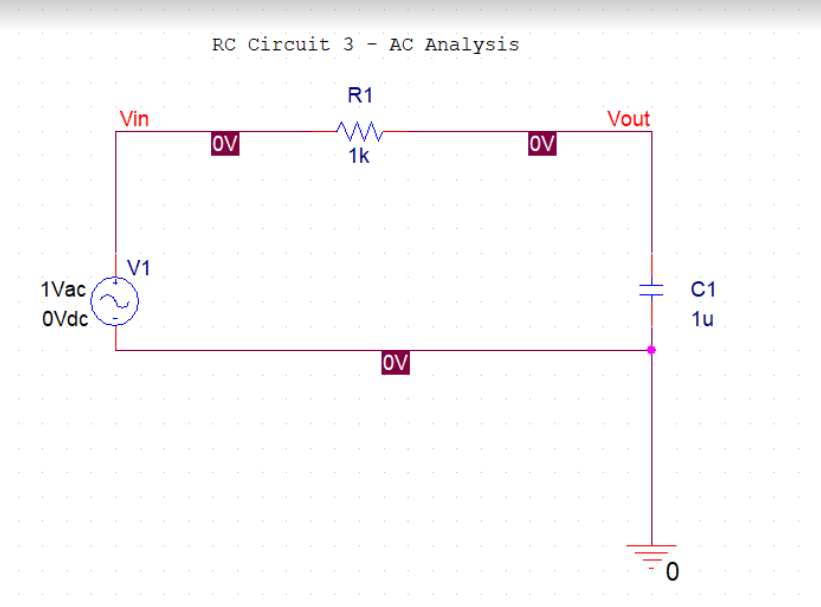 RC Circuit 3 - AC Analysis
R1
Vin
Vout
0V
0V
1k
V1
1Vac
C1
0Vdc
1u
0V
0